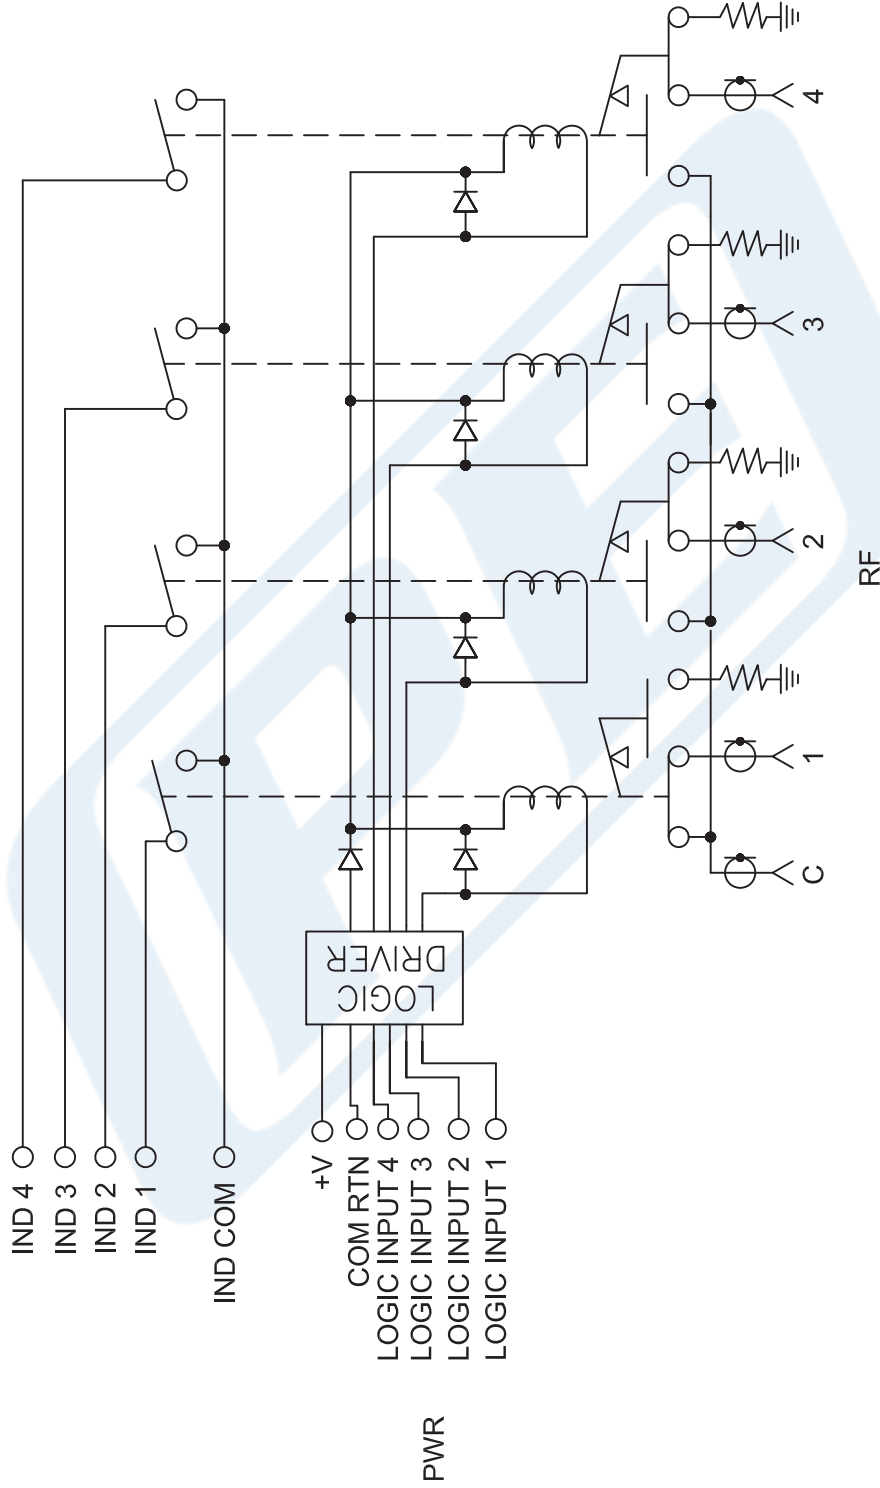 IND 4
IND 3
IND 2
IND 1
IND COM
+V
COM RTN
LOGIC INPUT 4
LOGIC INPUT 3
LOGIC INPUT 2
LOGIC INPUT 1
PWR
LOGIC
DRIVER
C
1
2
3
4
RF
PE